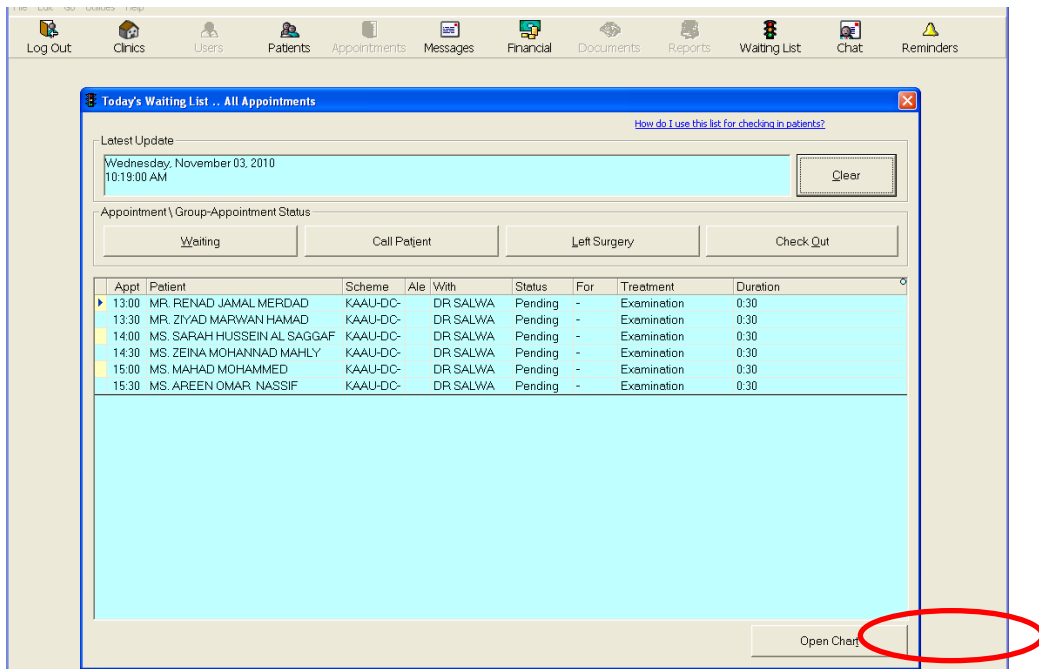 File Edit Go Utilities Help
Log Out Clinics Users Patients Appointments Messages Financial Documents Reports Waiting List Chat Reminders
Today's Waiting List .. All Appointments
How do I use this list for checking in patients?
Latest Update
Wednesday, November 03, 2010
10:19:00 AM
Clear
Appointment \ Group-Appointment Status
Waiting Call Patient Left Surgery Check Out
Appt Patient Scheme Ale With Status For Treatment Duration
13:00 MR. RENAD JAMAL MERDAD KAAU-DC- DR SALWA Pending - Examination 0:30
13:30 MR. ZIYAD MARWAN HAMAD KAAU-DC- DR SALWA Pending - Examination 0:30
14:00 MS. SARAH HUSSEIN AL SAGGAF KAAU-DC- DR SALWA Pending - Examination 0:30
14:30 MS. ZEINA MOHANNAD MAHLY KAAU-DC- DR SALWA Pending - Examination 0:30
15:00 MS. MAHAD MOHAMMED KAAU-DC- DR SALWA Pending - Examination 0:30
15:30 MS. AREEN OMAR NASSIF KAAU-DC- DR SALWA Pending - Examination 0:30
Open Chart